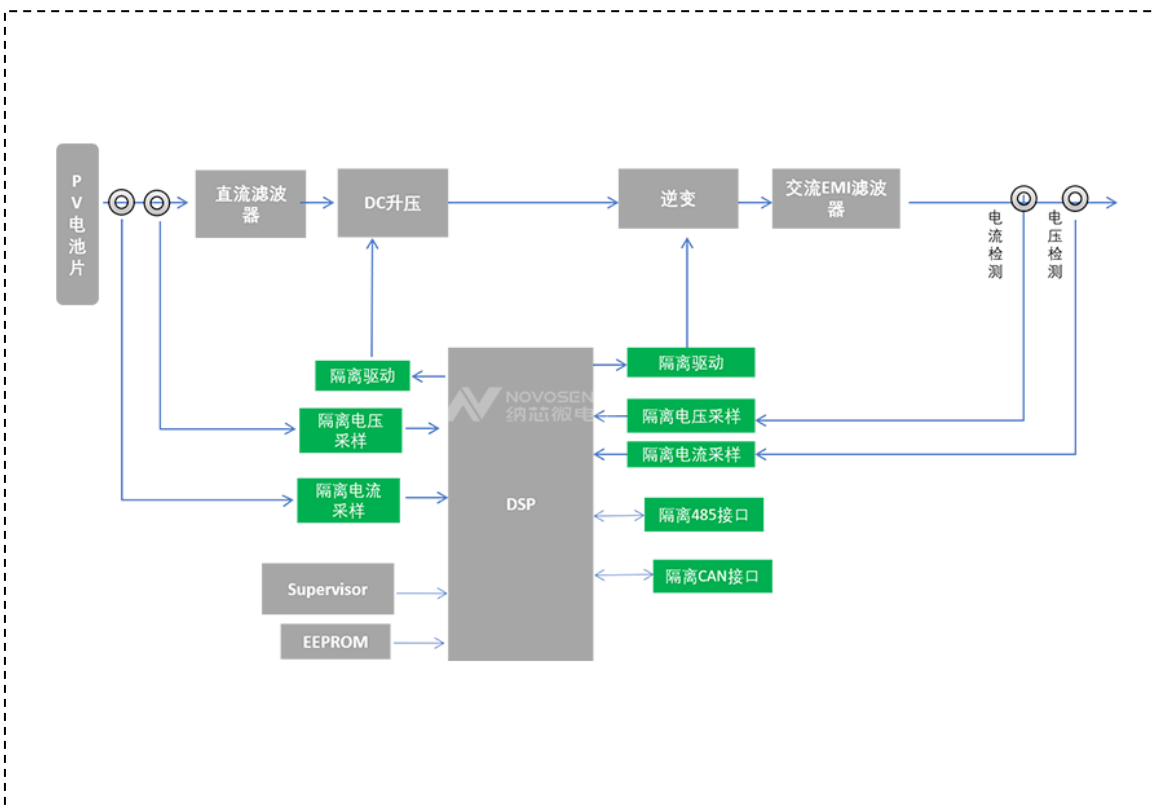 P
V
电
池
片
直流滤波
器
DC升压
逆变
交流EMI滤波
器
电
流
检
测
电
压
检
测
隔离驱动
隔离电压
采样
隔离电流
采样
Supervisor
EEPROM
NOVOSEN
纳芯微电
DSP
隔离驱动
隔离电压采样
隔离电流采样
隔离485接口
隔离CAN接口